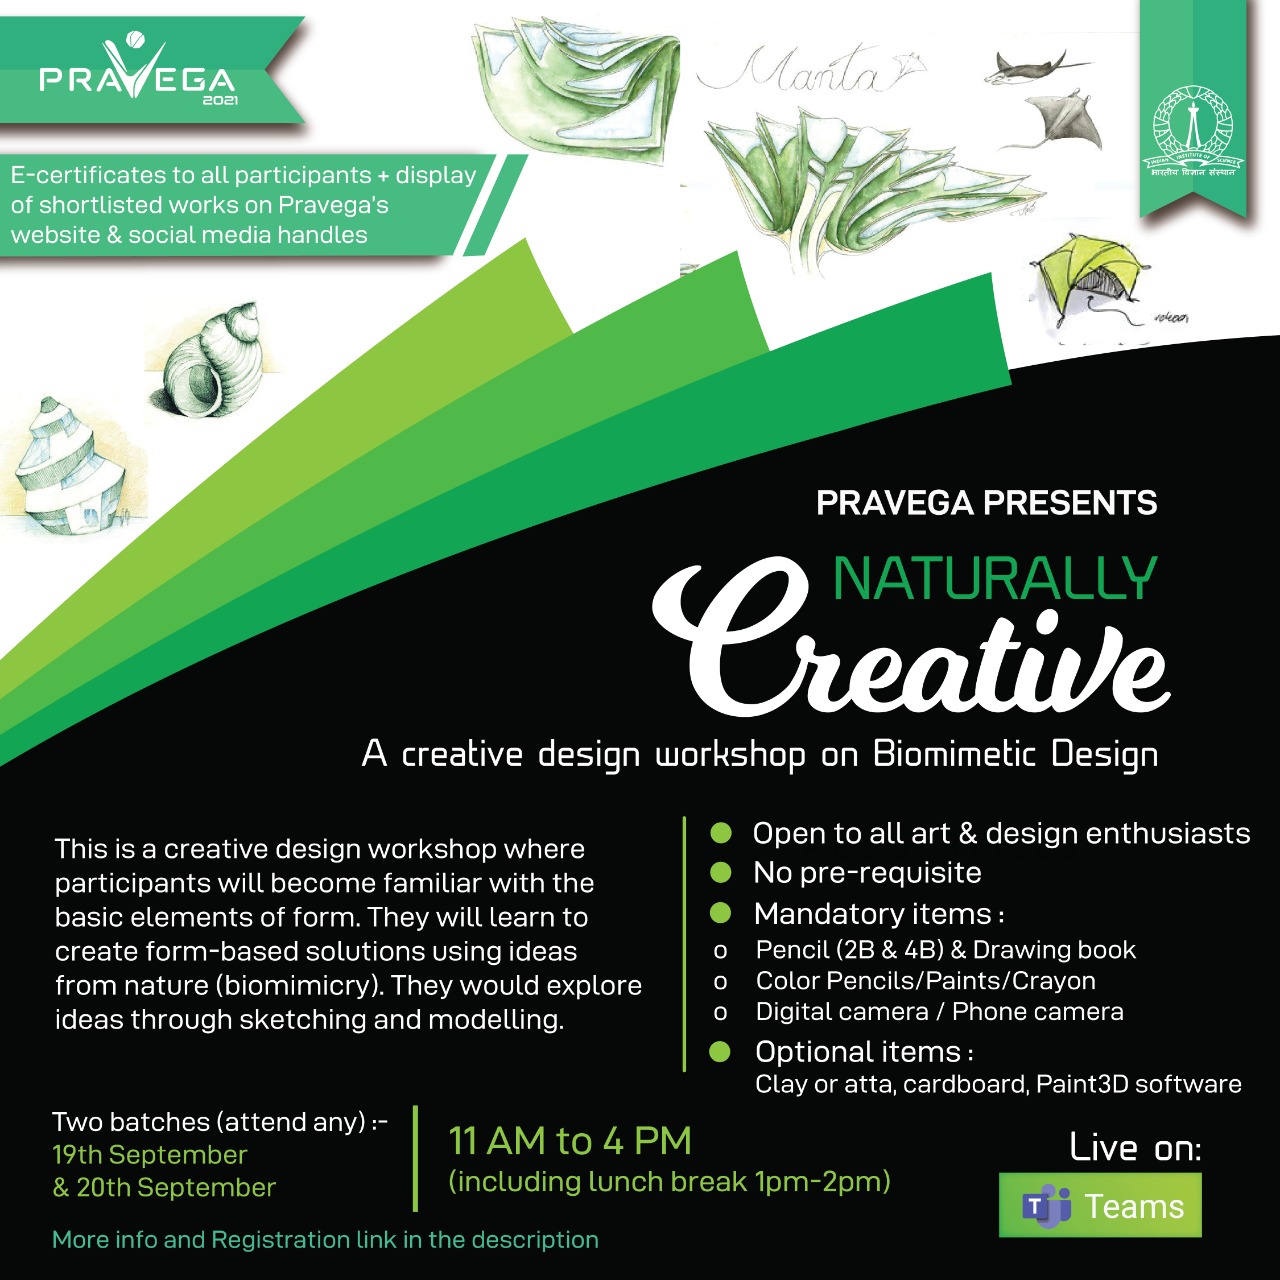 PRAVEGA
2021
E-certificates to all participants + display
of shortlisted works on Pravega's
website & social media handles
Manta
INDIAN INSTITUTE OF SCIENCE
भारतीय विज्ञान संस्थान
PRAVEGA PRESENTS
NATURALLY
Creative
A creative design workshop on Biomimetic Design
This is a creative design workshop where
participants will become familiar with the
basic elements of form. They will learn to
create form-based solutions using ideas
from nature (biomimicry). They would explore
ideas through sketching and modelling.
Open to all art & design enthusiasts
No pre-requisite
Mandatory items :
o Pencil (2B & 4B) & Drawing book
o Color Pencils/Paints/Crayon
o Digital camera / Phone camera
Optional items :
Clay or atta, cardboard, Paint3D software
Two batches (attend any) :-
19th September
& 20th September
11 AM to 4 PM
(including lunch break 1pm-2pm)
Live on:
T Teams
More info and Registration link in the description